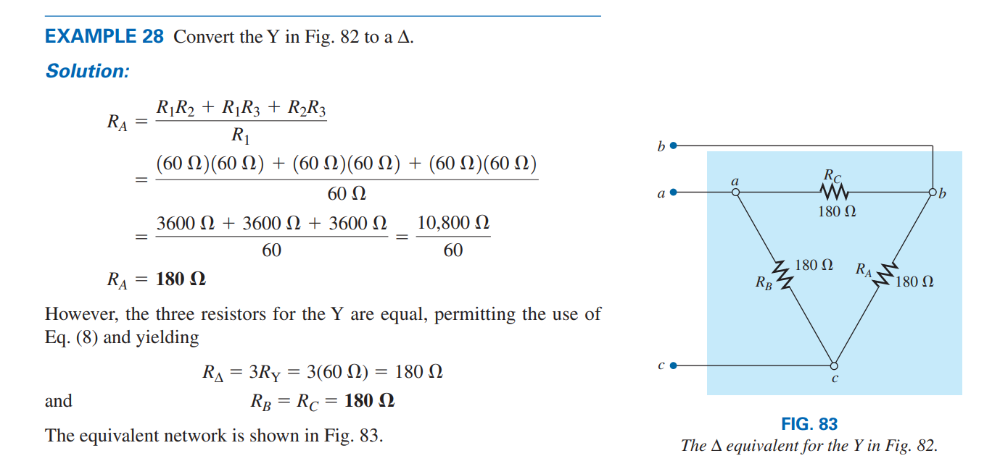 EXAMPLE 28 Convert the Y in Fig. 82 to a Δ.
Solution:
R_A = (R_1R_2 + R_1R_3 + R_2R_3) / R_1
= ((60 Ω)(60 Ω) + (60 Ω)(60 Ω) + (60 Ω)(60 Ω)) / 60 Ω
= (3600 Ω + 3600 Ω + 3600 Ω) / 60 = 10,800 Ω / 60
R_A = 180 Ω
However, the three resistors for the Y are equal, permitting the use of
Eq. (8) and yielding
R_Δ = 3R_Y = 3(60 Ω) = 180 Ω
and R_B = R_C = 180 Ω
The equivalent network is shown in Fig. 83.
b
a
a
R_C
180 Ω
b
R_B
180 Ω
R_A
180 Ω
c
c
FIG. 83
The Δ equivalent for the Y in Fig. 82.